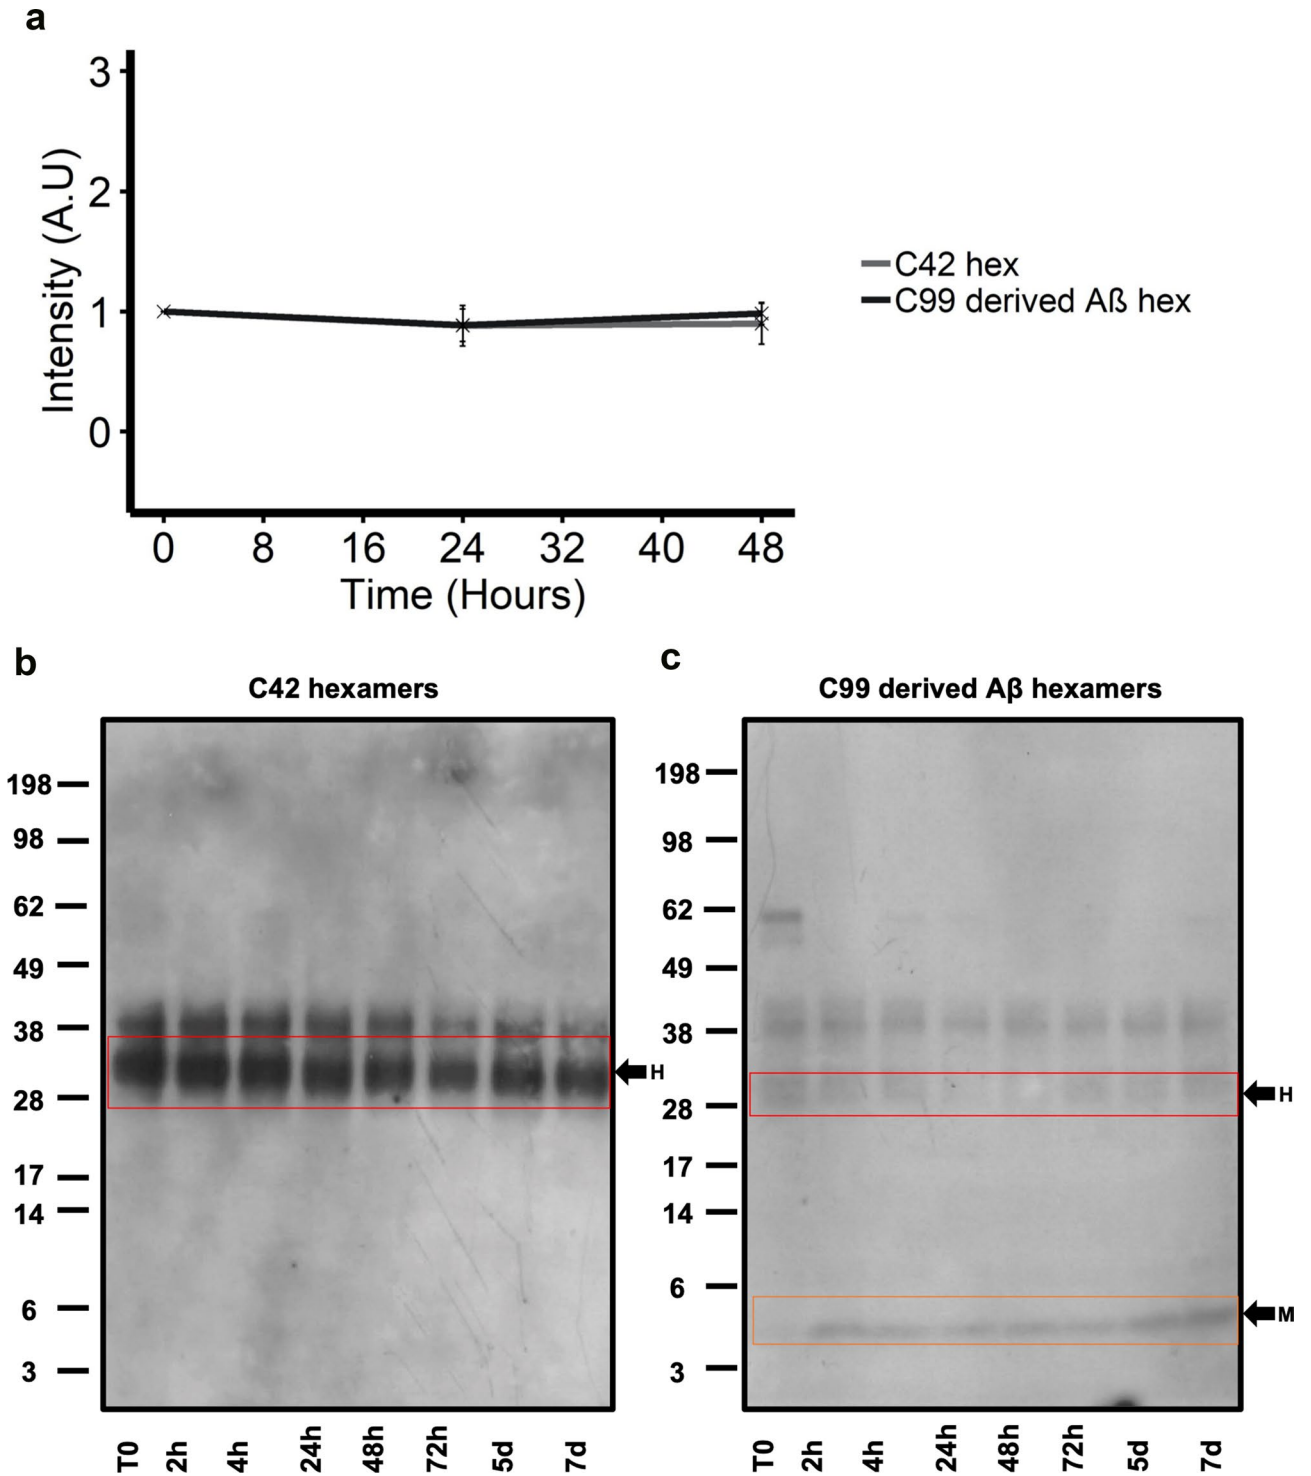 a
3
2
1
0
Intensity (A.U)
0 8 16 24 32 40 48
Time (Hours)
C42 hex
C99 derived Aß hex
b
C42 hexamers
198
98
62
49
38
28
17
14
6
3
H
T0 2h 4h 24h 48h 72h 5d 7d
c
C99 derived Aβ hexamers
198
98
62
49
38
28
17
14
6
3
H
M
T0 2h 4h 24h 48h 72h 5d 7d